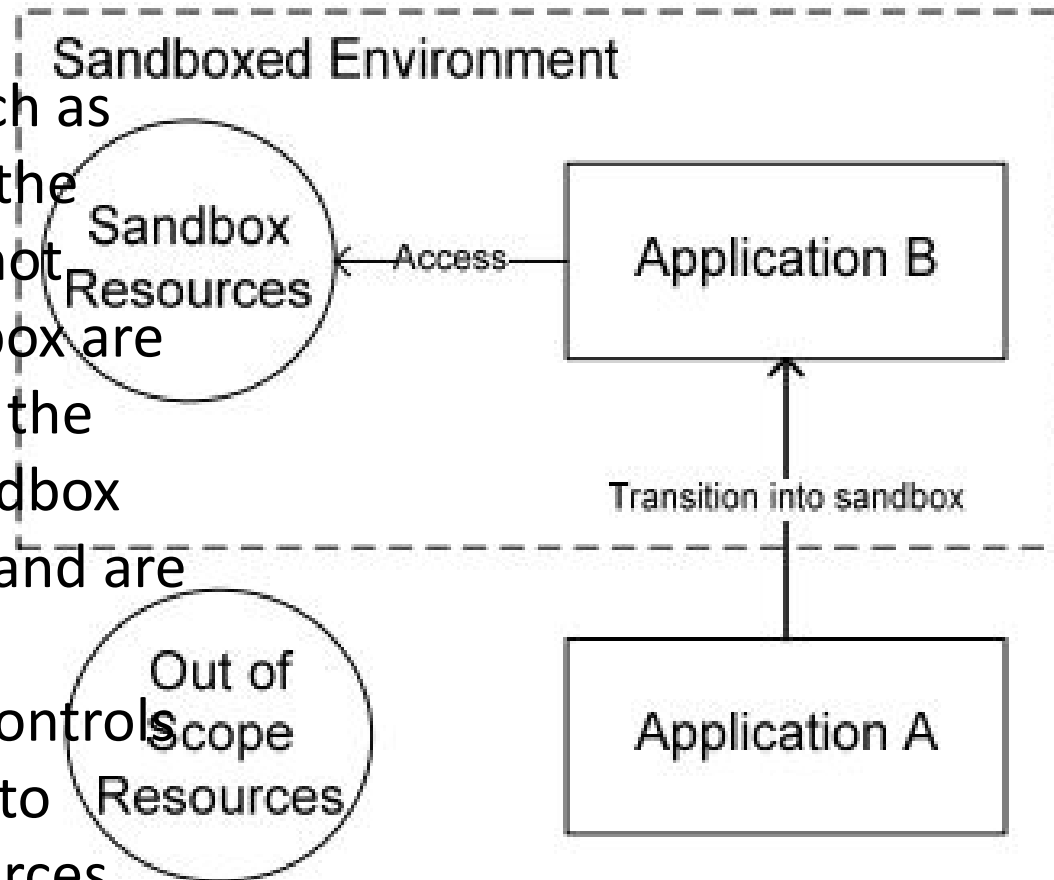 Sandboxed Environment
ch as
the
not
box are
the
dbox
and are
ontrols
to
rces
Sandbox
Resources
Access
Application B
Transition into sandbox
Out of
Scope
Resources
Application A